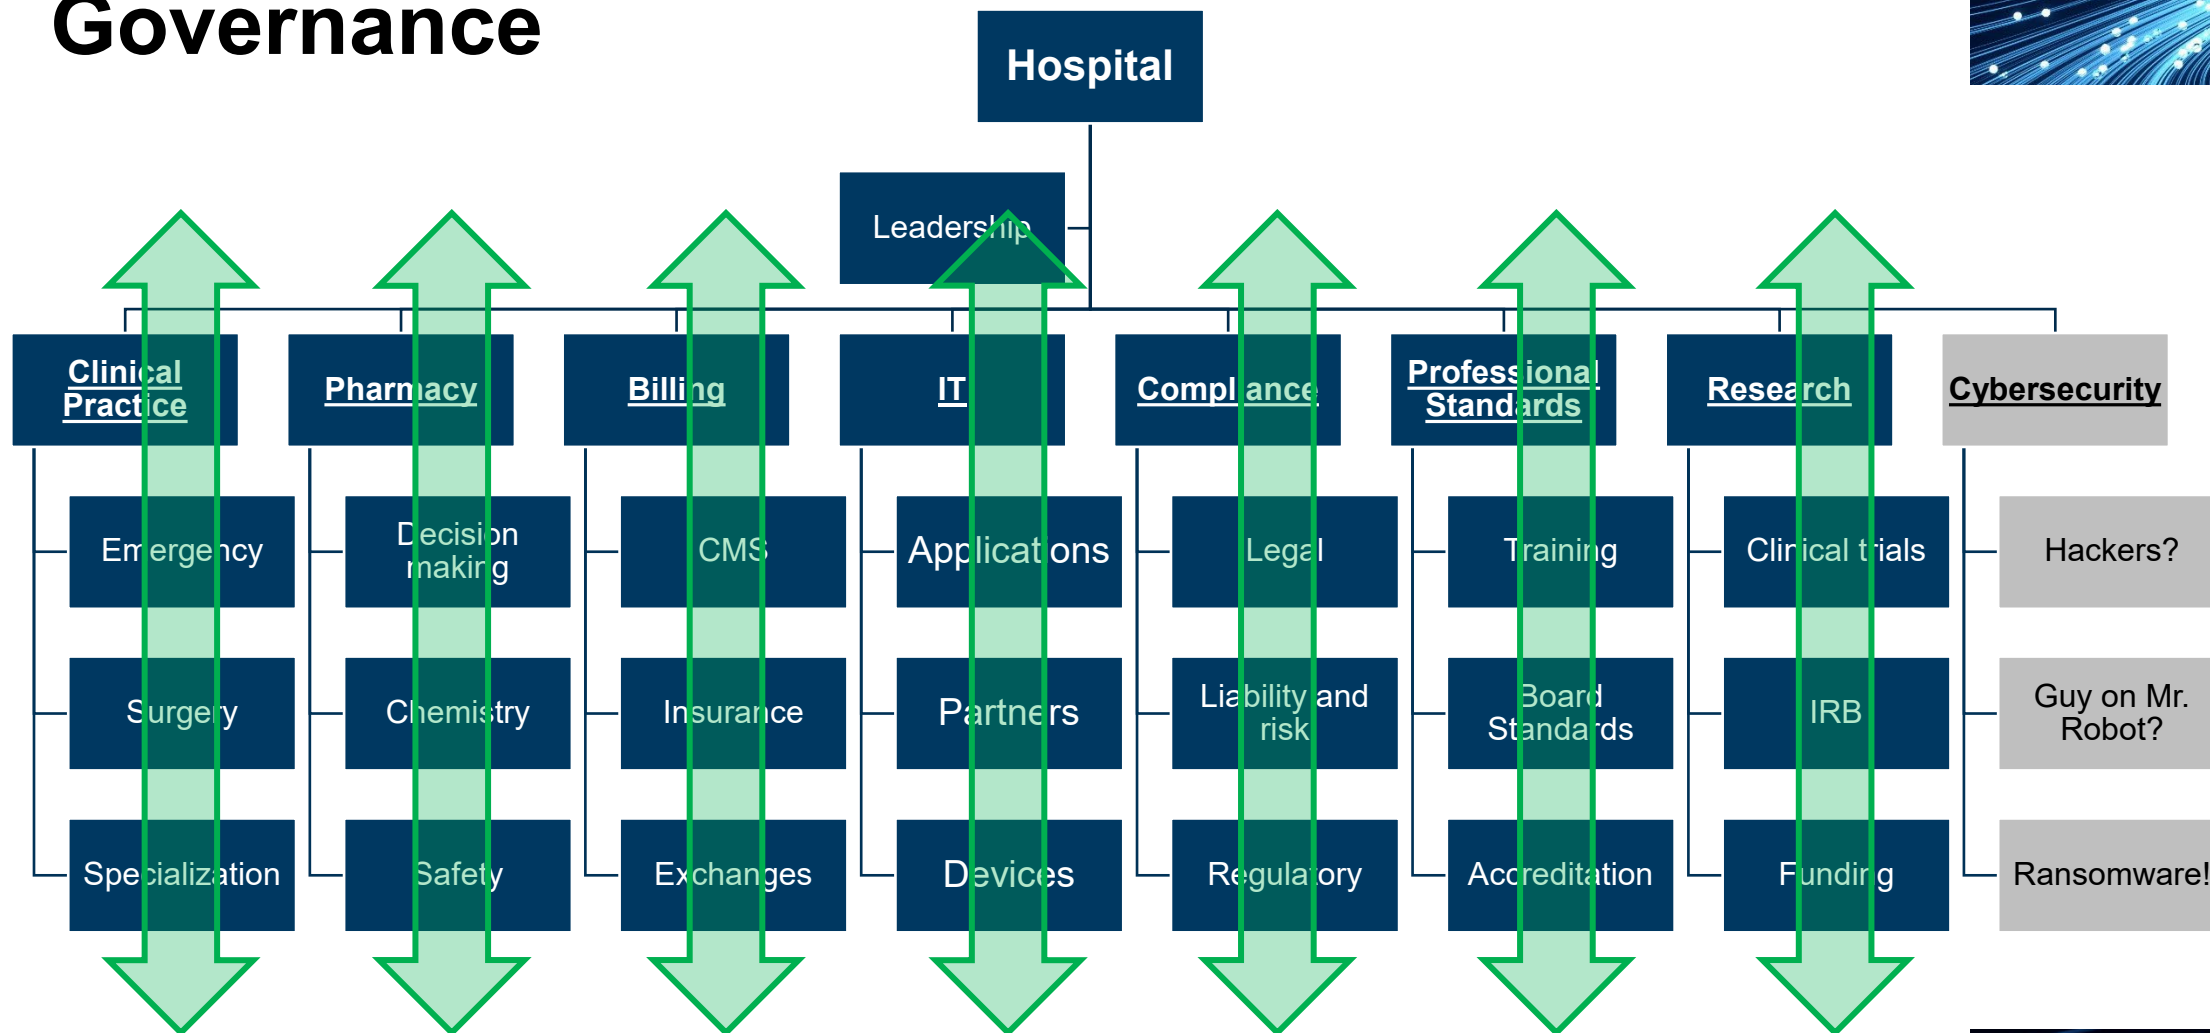 Governance
Hospital
Leadership
Clinical
Practice
Pharmacy
Billing
IT
Compliance
Professional
Standards
Research
Cybersecurity
Emergency
Decision
making
CMS
Applications
Legal
Training
Clinical trials
Hackers?
Surgery
Chemistry
Insurance
Partners
Liability and
risk
Board
Standards
IRB
Guy on Mr.
Robot?
Specialization
Safety
Exchanges
Devices
Regulatory
Accreditation
Funding
Ransomware!